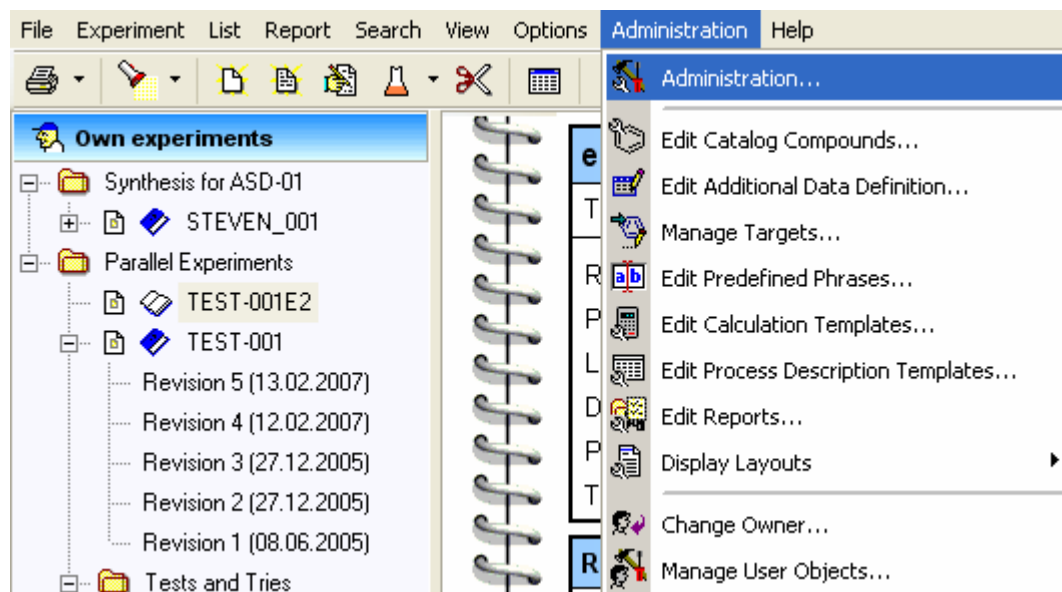 File Experiment List Report Search View Options Administration Help
Own experiments
Synthesis for ASD-01
STEVEN_001
Parallel Experiments
TEST-001E2
TEST-001
Revision 5 (13.02.2007)
Revision 4 (12.02.2007)
Revision 3 (27.12.2005)
Revision 2 (27.12.2005)
Revision 1 (08.06.2005)
Tests and Tries
e
T
R
P
L
D
P
T
R
Administration...
Edit Catalog Compounds...
Edit Additional Data Definition...
Manage Targets...
a b
Edit Predefined Phrases...
Edit Calculation Templates...
Edit Process Description Templates...
Edit Reports...
Display Layouts
Change Owner...
Manage User Objects...